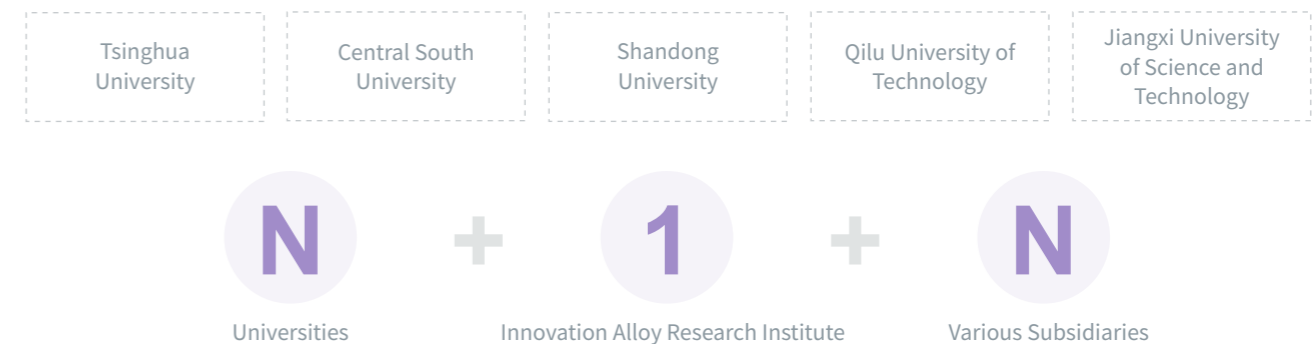 Tsinghua
University
Central South
University
Shandong
University
Qilu University of
Technology
Jiangxi University
of Science and
Technology
N + 1 + N
Universities
Innovation Alloy Research Institute
Various Subsidiaries